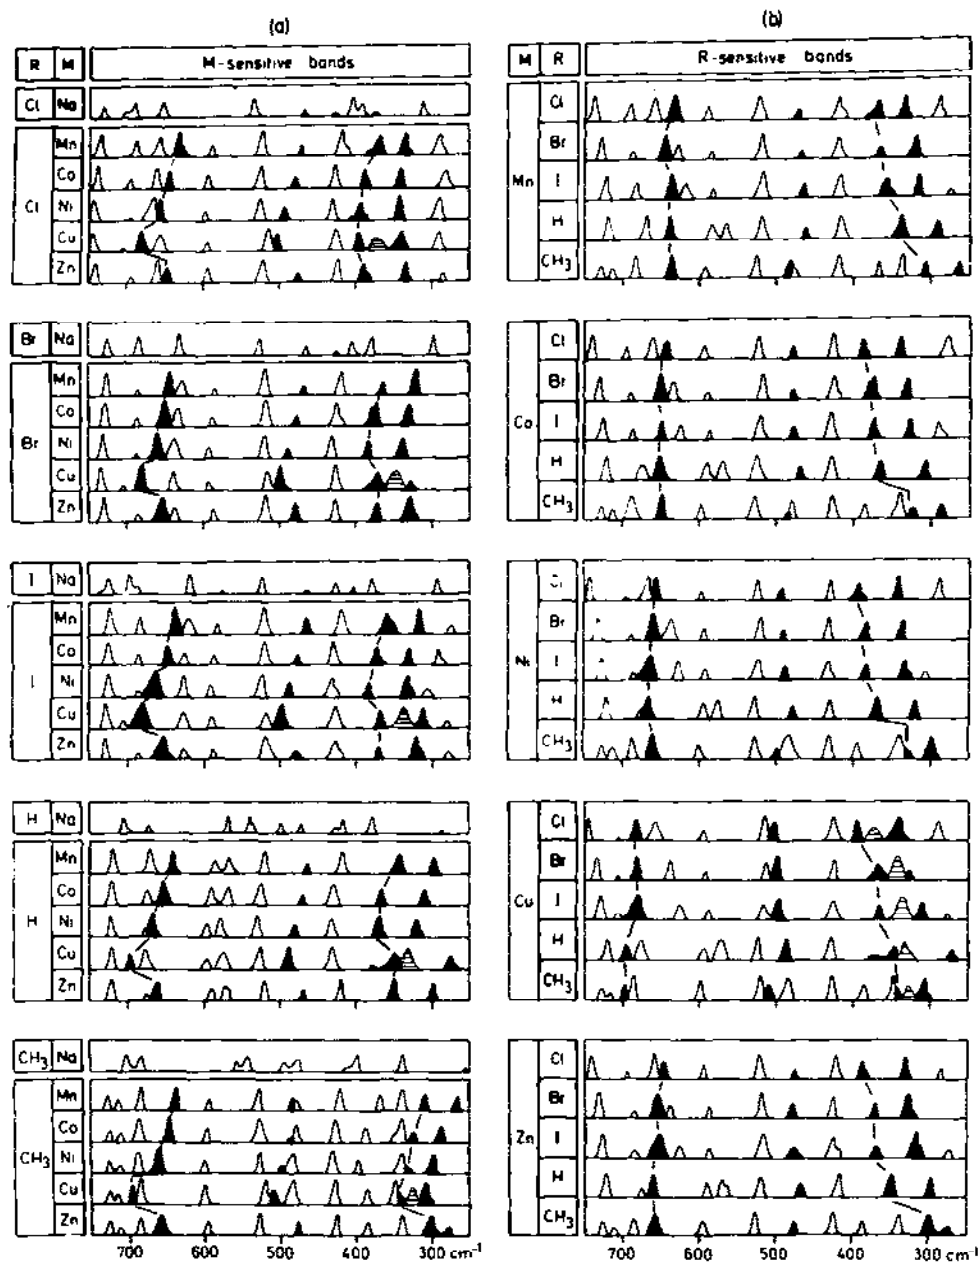 (a)
R M M-sensitive bands
Cl Na
Cl
Mn
Co
Ni
Cu
Zn
Br Na
Br
Mn
Co
Ni
Cu
Zn
I Na
I
Mn
Co
Ni
Cu
Zn
H Na
H
Mn
Co
Ni
Cu
Zn
CH3 Na
CH3
Mn
Co
Ni
Cu
Zn
700 600 500 400 300 cm-1
(b)
M R R-sensitive bands
Mn
Cl
Br
I
H
CH3
Co
Cl
Br
I
H
CH3
Ni
Cl
Br
I
H
CH3
Cu
Cl
Br
I
H
CH3
Zn
Cl
Br
I
H
CH3
700 600 500 400 300 cm-1